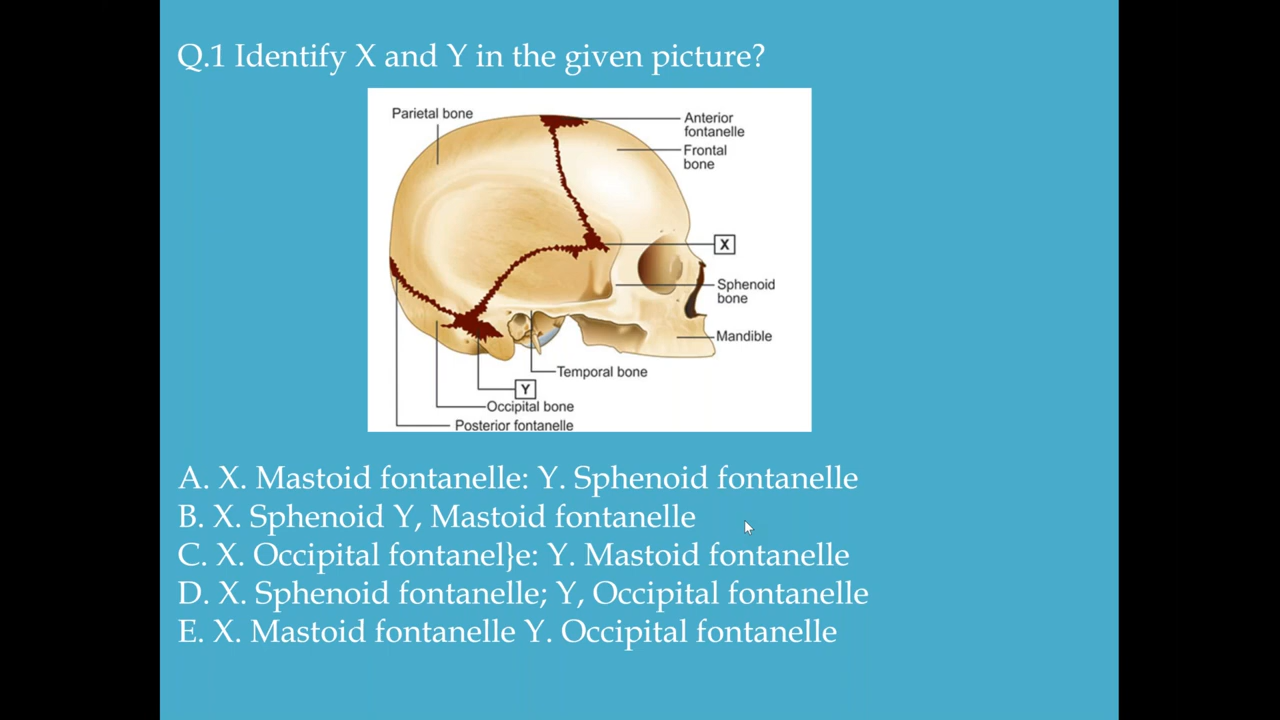 Q.1 Identify X and Y in the given picture?
Parietal bone
Anterior
fontanelle
Frontal
bone
X
Sphenoid
bone
Mandible
Temporal bone
Y
Occipital bone
Posterior fontanelle
A. X. Mastoid fontanelle: Y. Sphenoid fontanelle
B. X. Sphenoid Y, Mastoid fontanelle
C. X. Occipital fontanel}e: Y. Mastoid fontanelle
D. X. Sphenoid fontanelle; Y, Occipital fontanelle
E. X. Mastoid fontanelle Y. Occipital fontanelle